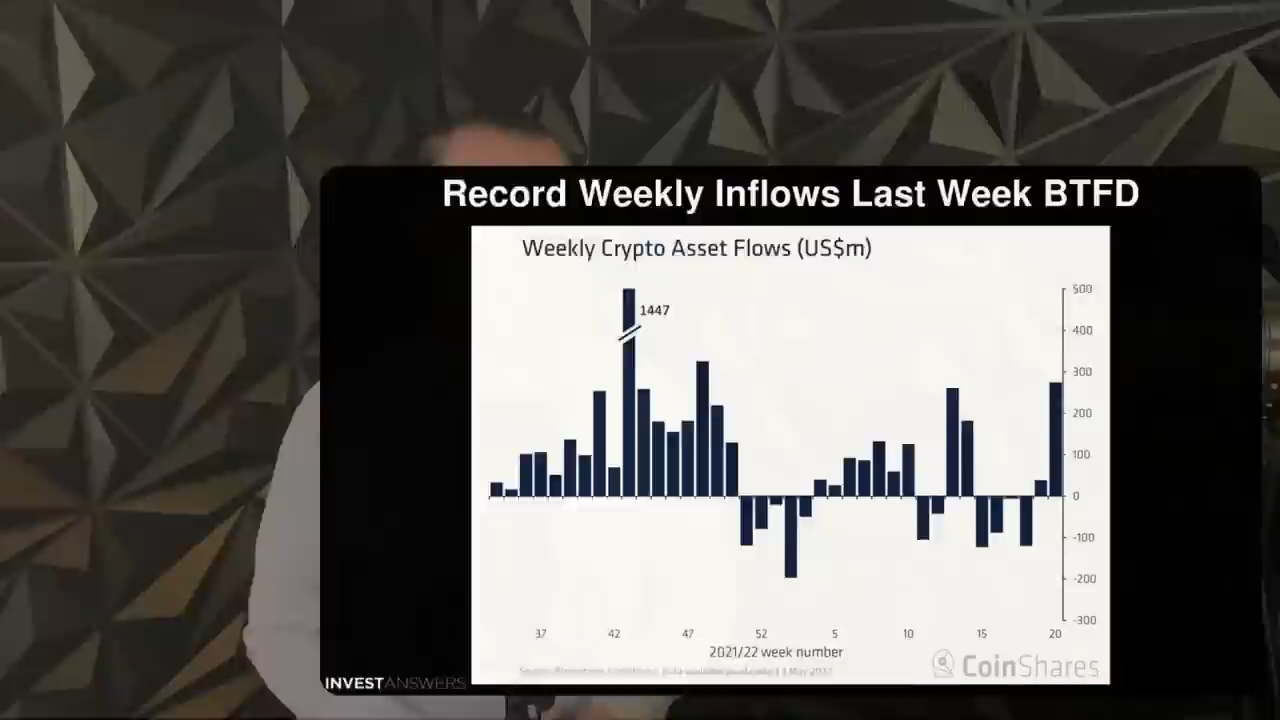 Record Weekly Inflows Last Week BTFD
Weekly Crypto Asset Flows (US$m)
1447
500
400
300
200
100
0
-100
-200
-300
37 42 47 52 5 10 15 20
2021/22 week number
CoinShares
INVESTANSWERS